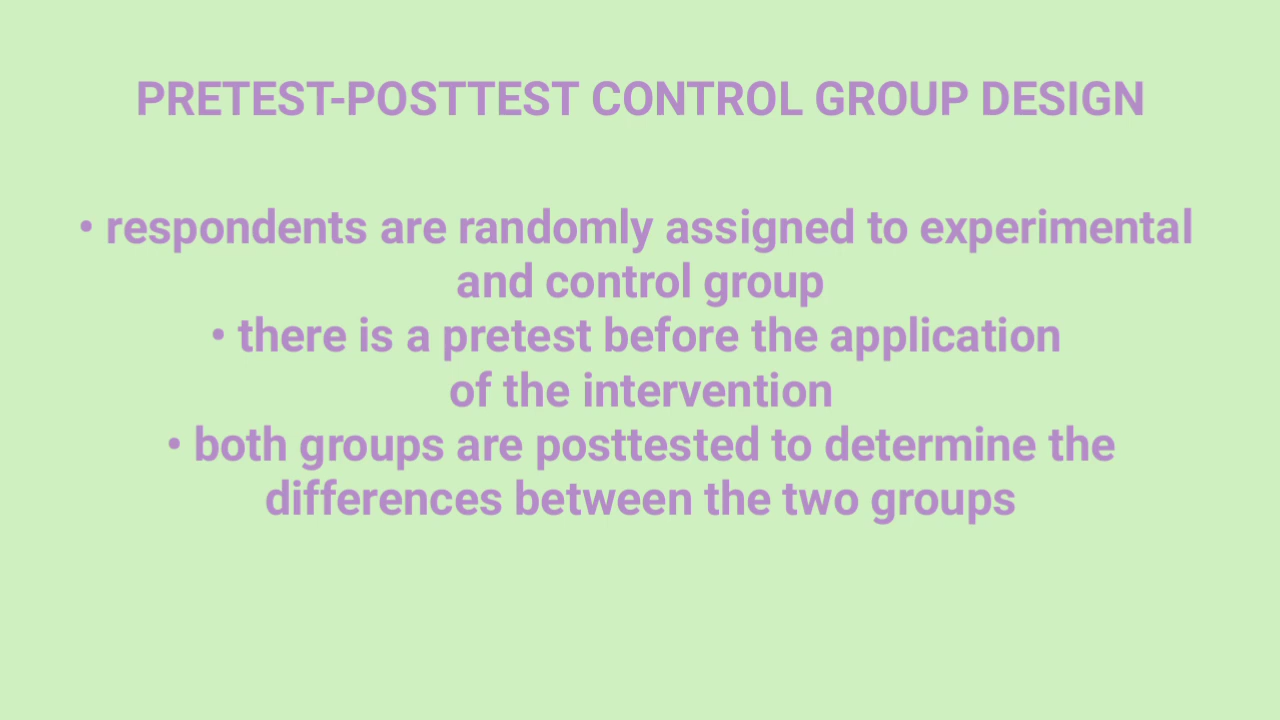 PRETEST-POSTTEST CONTROL GROUP DESIGN
• respondents are randomly assigned to experimental
and control group
• there is a pretest before the application
of the intervention
• both groups are posttested to determine the
differences between the two groups